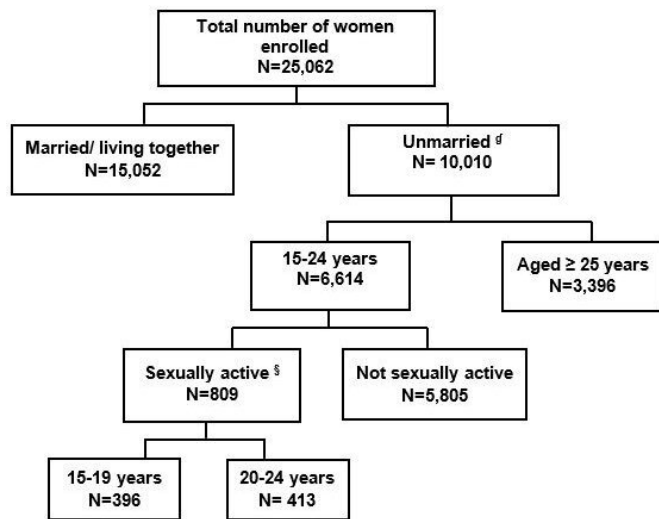 Total number of women
enrolled
N=25,062
Married/ living together
N=15,052
Unmarried ɠ
N= 10,010
15-24 years
N=6,614
Aged ≥ 25 years
N=3,396
Sexually active §
N=809
Not sexually active
N=5,805
15-19 years
N=396
20-24 years
N= 413